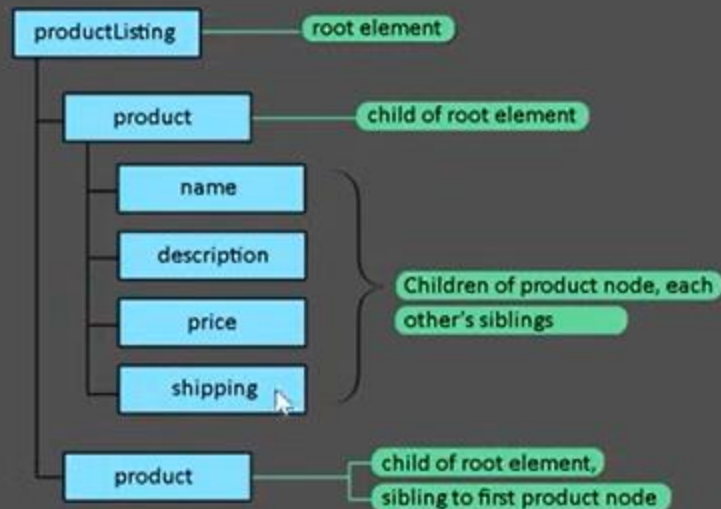 productListing
root element
product
child of root element
name
description
price
shipping
Children of product node, each
other's siblings
product
child of root element,
sibling to first product node